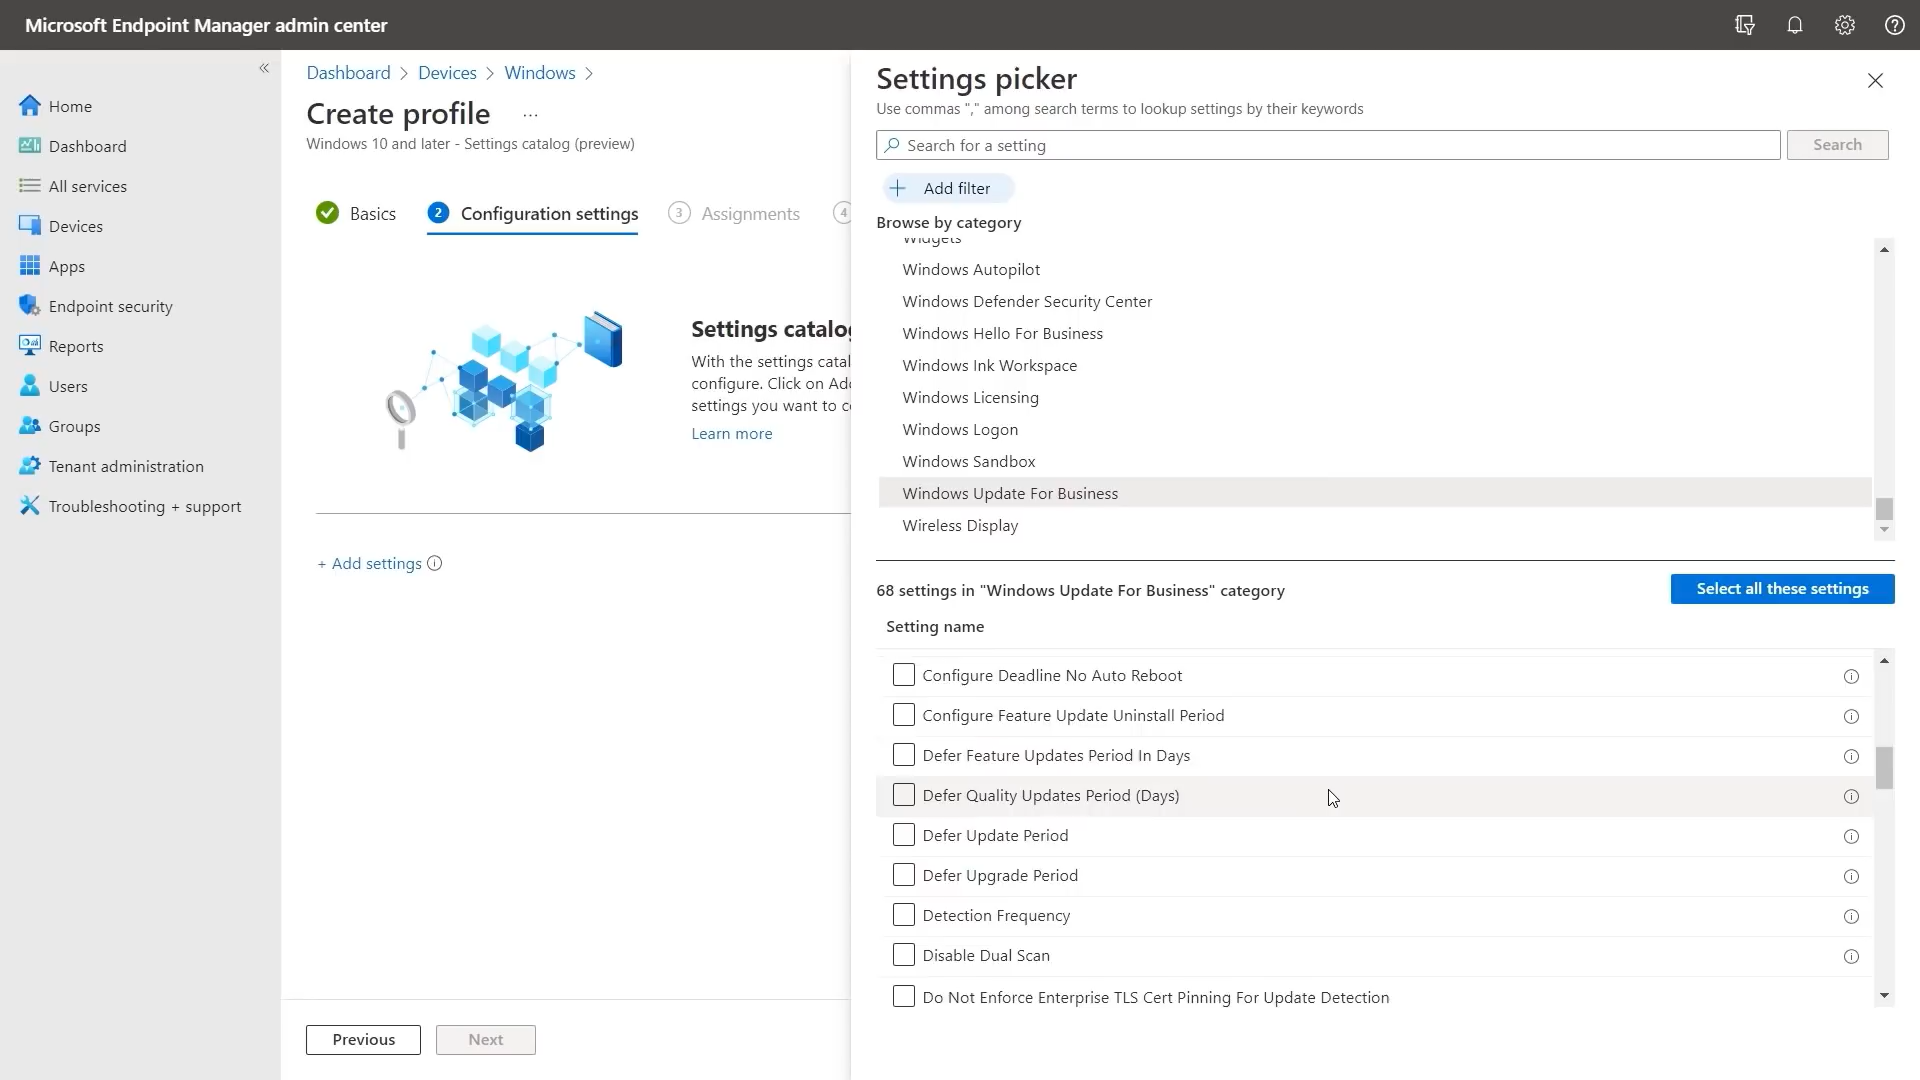 Microsoft Endpoint Manager admin center
Home
Dashboard
All services
Devices
Apps
Endpoint security
Reports
Users
Groups
Tenant administration
Troubleshooting + support
Dashboard > Devices > Windows >
Create profile ...
Windows 10 and later - Settings catalog (preview)
Basics
2 Configuration settings
3 Assignments
4
Settings catalog
With the settings cata
configure. Click on Add
settings you want to c
Learn more
+ Add settings
Previous
Next
Settings picker
Use commas "," among search terms to lookup settings by their keywords
Search for a setting
Search
+ Add filter
Browse by category
Widgets
Windows Autopilot
Windows Defender Security Center
Windows Hello For Business
Windows Ink Workspace
Windows Licensing
Windows Logon
Windows Sandbox
Windows Update For Business
Wireless Display
68 settings in "Windows Update For Business" category
Select all these settings
Setting name
Configure Deadline No Auto Reboot
Configure Feature Update Uninstall Period
Defer Feature Updates Period In Days
Defer Quality Updates Period (Days)
Defer Update Period
Defer Upgrade Period
Detection Frequency
Disable Dual Scan
Do Not Enforce Enterprise TLS Cert Pinning For Update Detection